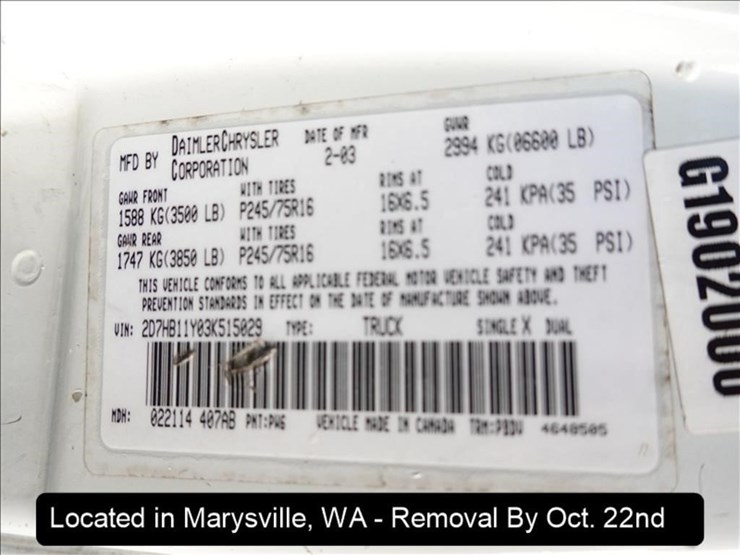 MFD BY DAIMLERCHRYSLER CORPORATION DATE OF MFR 2-03 GVWR 2994 KG(06600 LB)
GAWR FRONT WITH TIRES RIMS AT COLD
1588 KG(3500 LB) P245/75R16 16X6.5 241 KPA(35 PSI)
GAWR REAR WITH TIRES RIMS AT COLD
1747 KG(3850 LB) P245/75R16 16X6.5 241 KPA(35 PSI)
THIS VEHICLE CONFORMS TO ALL APPLICABLE FEDERAL MOTOR VEHICLE SAFETY AND THEFT
PREVENTION STANDARDS IN EFFECT ON THE DATE OF MANUFACTURE SHOWN ABOVE.
VIN: 2D7HB11Y03K515029 TYPE: TRUCK SINGLE X DUAL
MDH: 022114 407AB PNT:PW6 VEHICLE MADE IN CANADA TRM:PBDV 4648505
G1902000
Located in Marysville, WA - Removal By Oct. 22nd